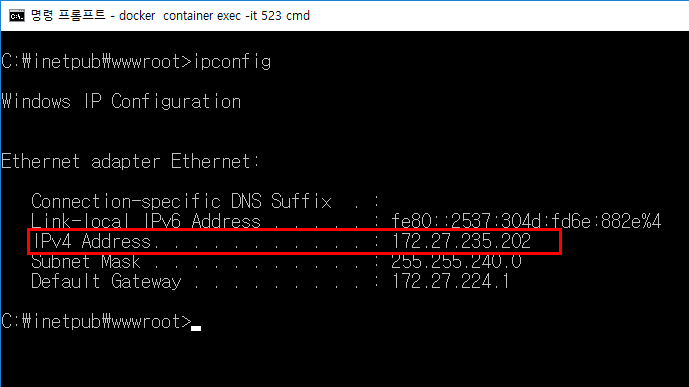 명령 프롬프트 - docker  container exec -it 523 cmd
C:₩inetpub₩wwwroot>ipconfig
Windows IP Configuration
Ethernet adapter Ethernet:
Connection-specific DNS Suffix  . :
Link-local IPv6 Address . . . . . : fe80::2537:304d:fd6e:882e%4
IPv4 Address. . . . . . . . . . . : 172.27.235.202
Subnet Mask . . . . . . . . . . . : 255.255.240.0
Default Gateway . . . . . . . . . : 172.27.224.1
C:₩inetpub₩wwwroot>